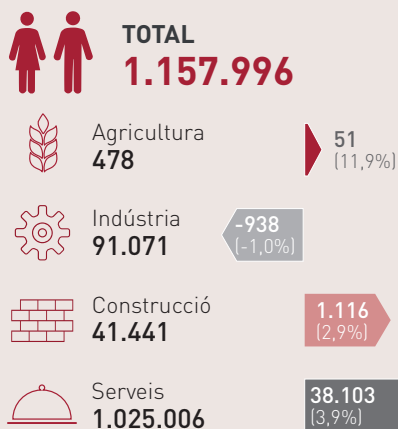 TOTAL
1.157.996
Agricultura
478
51
(11,9%)
Indústria
91.071
-938
(-1,0%)
Construcció
41.441
1.116
(2,9%)
Serveis
1.025.006
38.103
(3,9%)